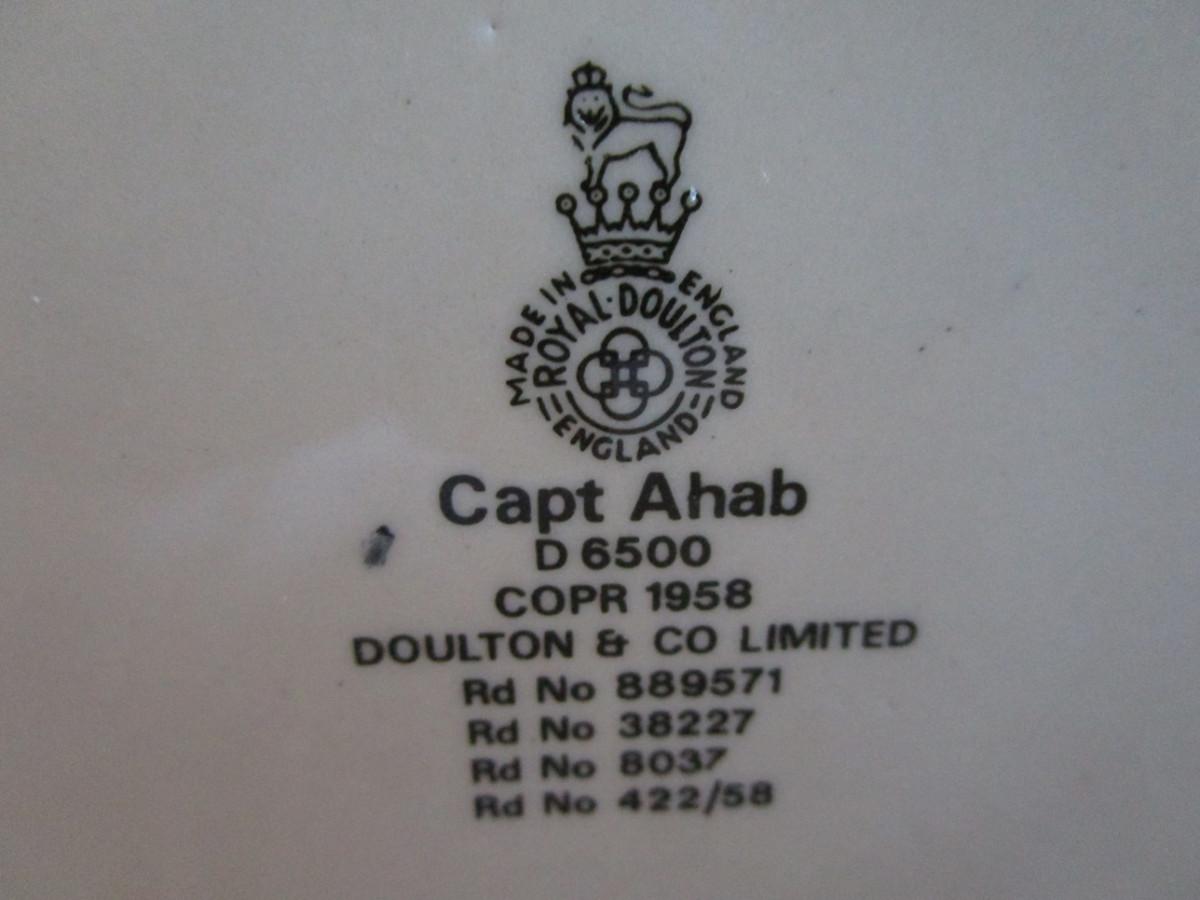 MADE IN ENGLAND
ROYAL·DOULTON
ENGLAND
Capt Ahab
D 6500
COPR 1958
DOULTON & CO LIMITED
Rd No 889571
Rd No 38227
Rd No 8037
Rd No 422/58